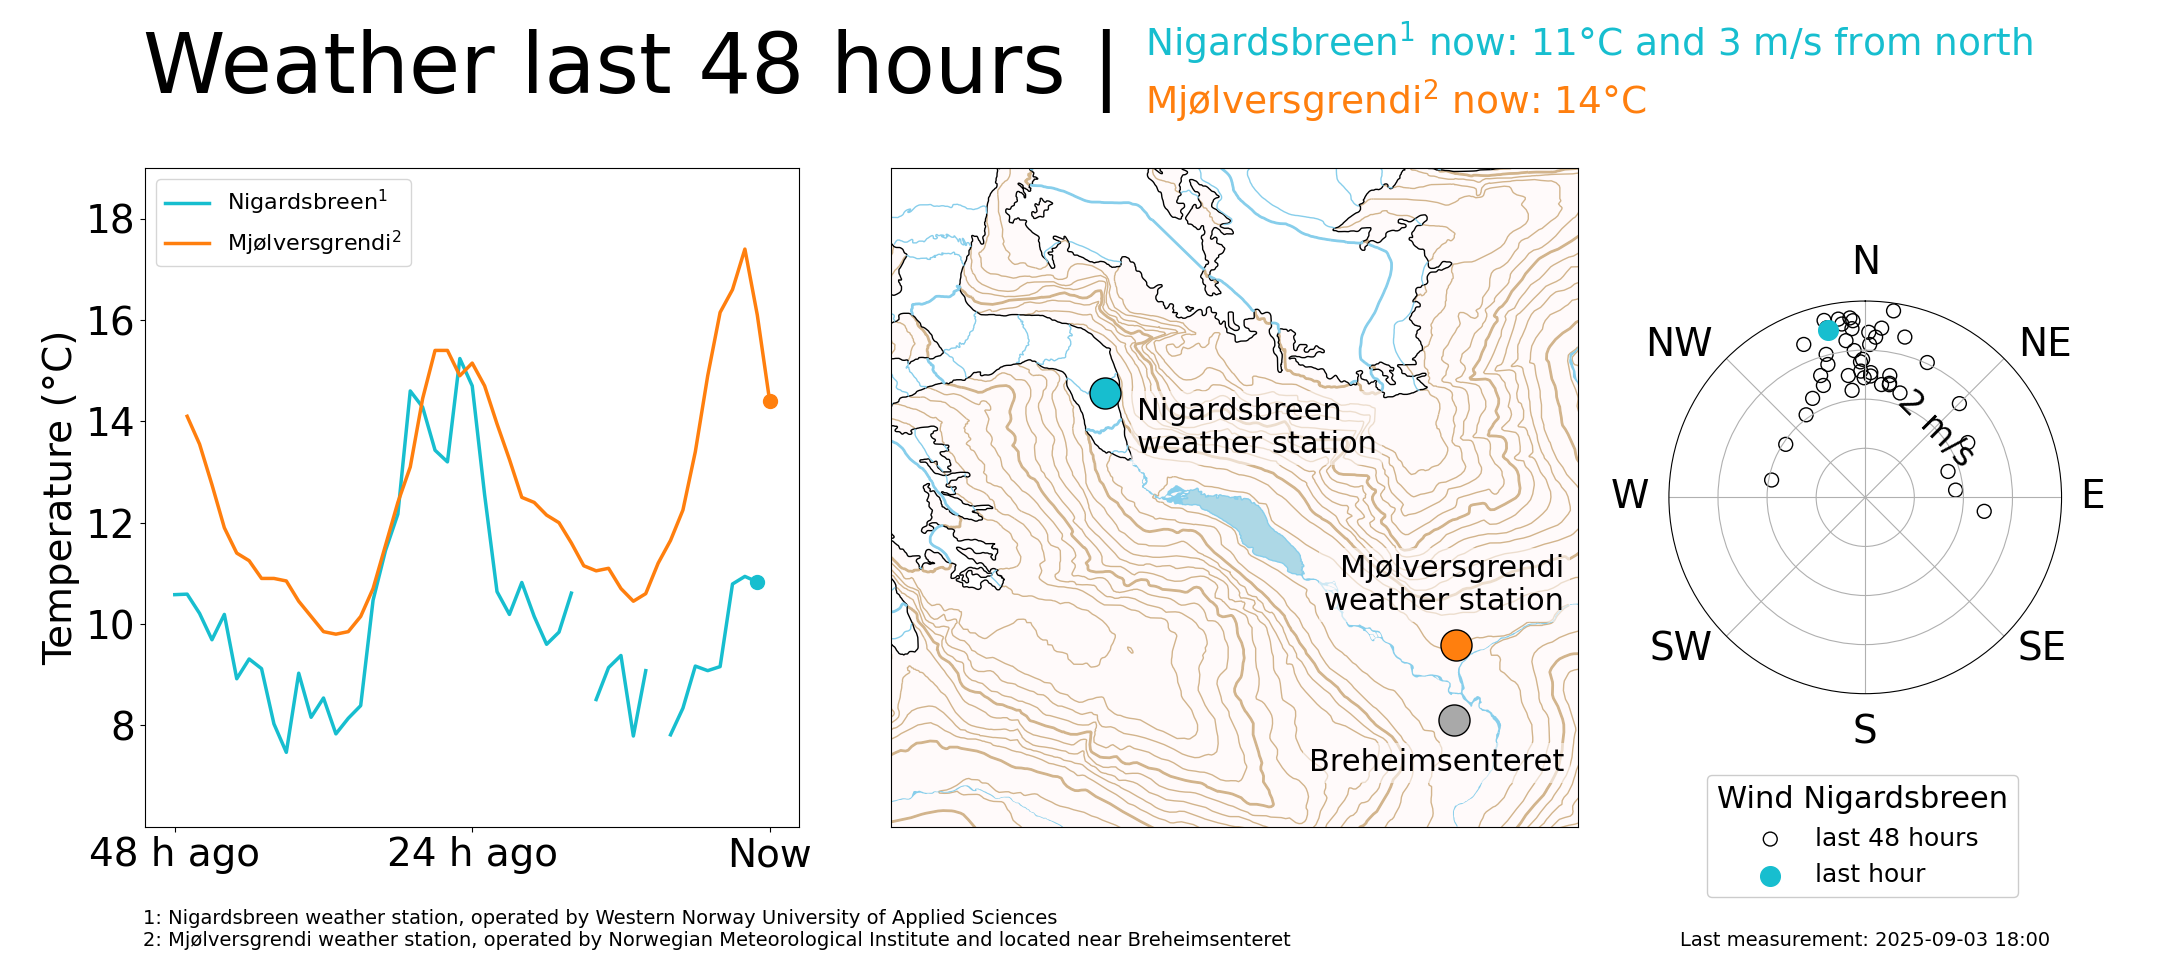 Weather last 48 hours |
Nigardsbreen¹ now: 11°C and 3 m/s from north
Mjølversgrendi² now: 14°C
Nigardsbreen¹
Mjølversgrendi²
Temperature (°C)
18
16
14
12
10
8
48 h ago
24 h ago
Now
Nigardsbreen
weather station
Mjølversgrendi
weather station
Breheimsenteret
N
NE
E
SE
S
SW
W
NW
2 m/s
Wind Nigardsbreen
last 48 hours
last hour
1: Nigardsbreen weather station, operated by Western Norway University of Applied Sciences
2: Mjølversgrendi weather station, operated by Norwegian Meteorological Institute and located near Breheimsenteret
Last measurement: 2025-09-03 18:00